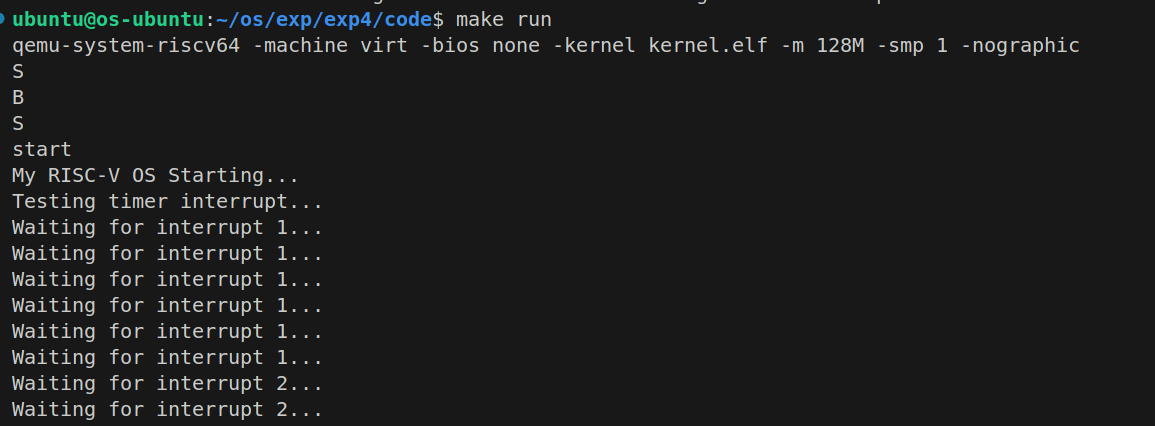 ubuntu@os-ubuntu:~/os/exp/exp4/code$ make run
qemu-system-riscv64 -machine virt -bios none -kernel kernel.elf -m 128M -smp 1 -nographic
S
B
S
start
My RISC-V OS Starting...
Testing timer interrupt...
Waiting for interrupt 1...
Waiting for interrupt 1...
Waiting for interrupt 1...
Waiting for interrupt 1...
Waiting for interrupt 1...
Waiting for interrupt 1...
Waiting for interrupt 2...
Waiting for interrupt 2...